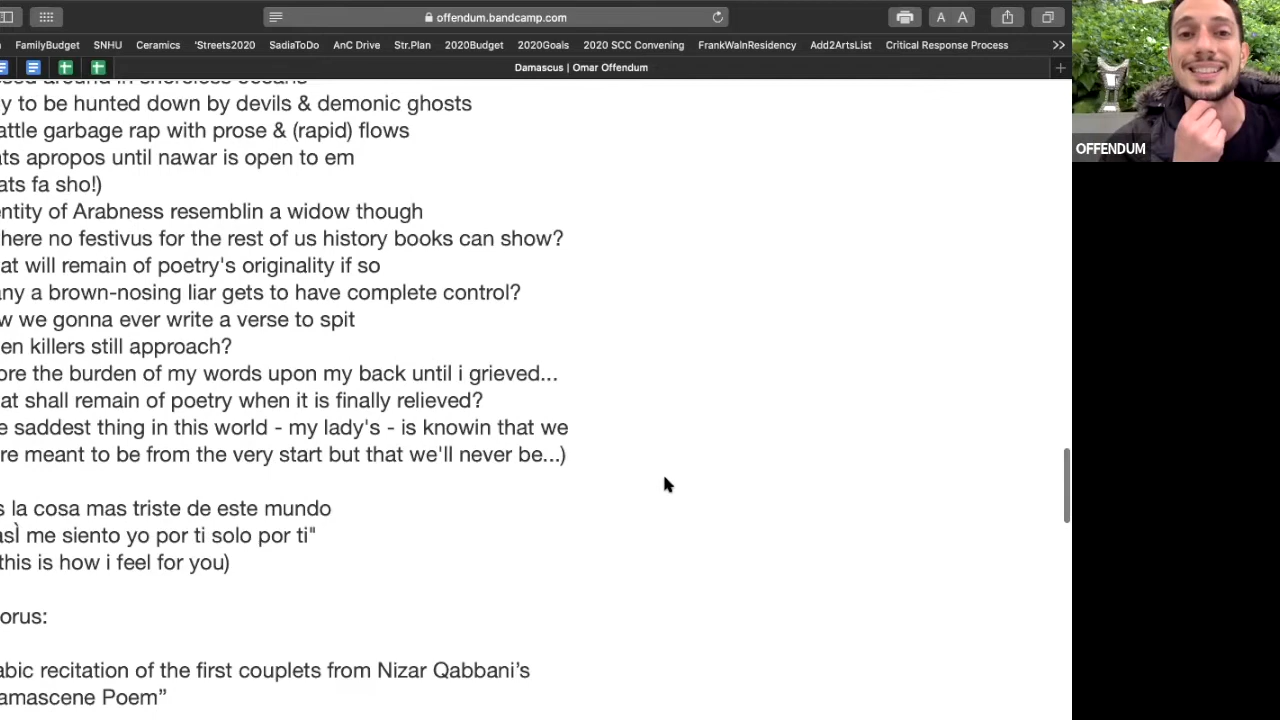 offendum.bandcamp.com
A A
FamilyBudget SNHU Ceramics 'Streets2020 SadiaToDo AnC Drive Str.Plan 2020Budget 2020Goals 2020 SCC Convening FrankWalnResidency Add2ArtsList Critical Response Process >>
Damascus | Omar Offendum
OFFENDUM
y to be hunted down by devils & demonic ghosts
attle garbage rap with prose & (rapid) flows
ats apropos until nawar is open to em
ats fa sho!)
entity of Arabness resemblin a widow though
here no festivus for the rest of us history books can show?
at will remain of poetry's originality if so
any a brown-nosing liar gets to have complete control?
w we gonna ever write a verse to spit
en killers still approach?
ore the burden of my words upon my back until i grieved...
at shall remain of poetry when it is finally relieved?
e saddest thing in this world - my lady's - is knowin that we
re meant to be from the very start but that we'll never be...)
s la cosa mas triste de este mundo
asÌ me siento yo por ti solo por ti"
this is how i feel for you)
orus:
abic recitation of the first couplets from Nizar Qabbani’s
amascene Poem”